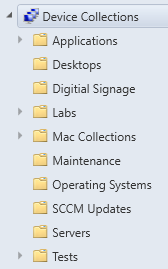 Device Collections
Applications
Desktops
Digitial Signage
Labs
Mac Collections
Maintenance
Operating Systems
SCCM Updates
Servers
Tests